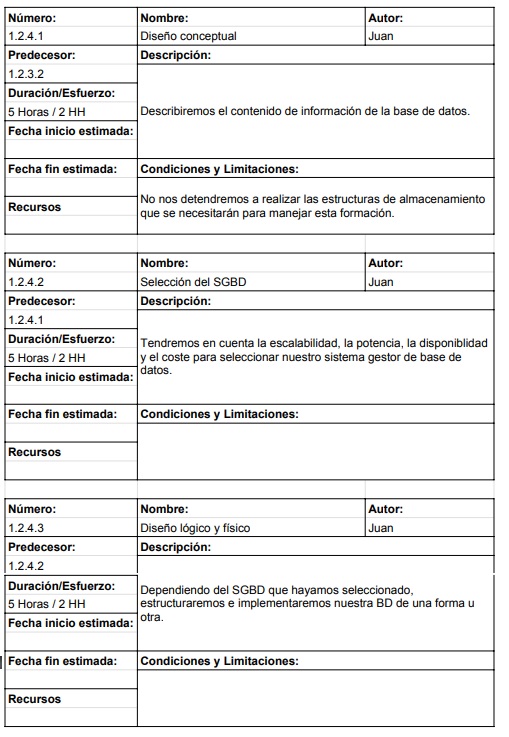 Número: Nombre: Autor:
1.2.4.1 Diseño conceptual Juan
Predecesor: Descripción:
1.2.3.2
Duración/Esfuerzo:
5 Horas / 2 HH Describiremos el contenido de información de la base de datos.
Fecha inicio estimada:
Fecha fin estimada: Condiciones y Limitaciones:
Recursos No nos detendremos a realizar las estructuras de almacenamiento
que se necesitarán para manejar esta formación.
Número: Nombre: Autor:
1.2.4.2 Selección del SGBD Juan
Predecesor: Descripción:
1.2.4.1
Duración/Esfuerzo: Tendremos en cuenta la escalabilidad, la potencia, la disponiblidad
5 Horas / 2 HH y el coste para seleccionar nuestro sistema gestor de base de
Fecha inicio estimada: datos.
Fecha fin estimada: Condiciones y Limitaciones:
Recursos
Número: Nombre: Autor:
1.2.4.3 Diseño lógico y físico Juan
Predecesor: Descripción:
1.2.4.2
Duración/Esfuerzo: Dependiendo del SGBD que hayamos seleccionado,
5 Horas / 2 HH estructuraremos e implementaremos nuestra BD de una forma u
Fecha inicio estimada: otra.
Fecha fin estimada: Condiciones y Limitaciones:
Recursos